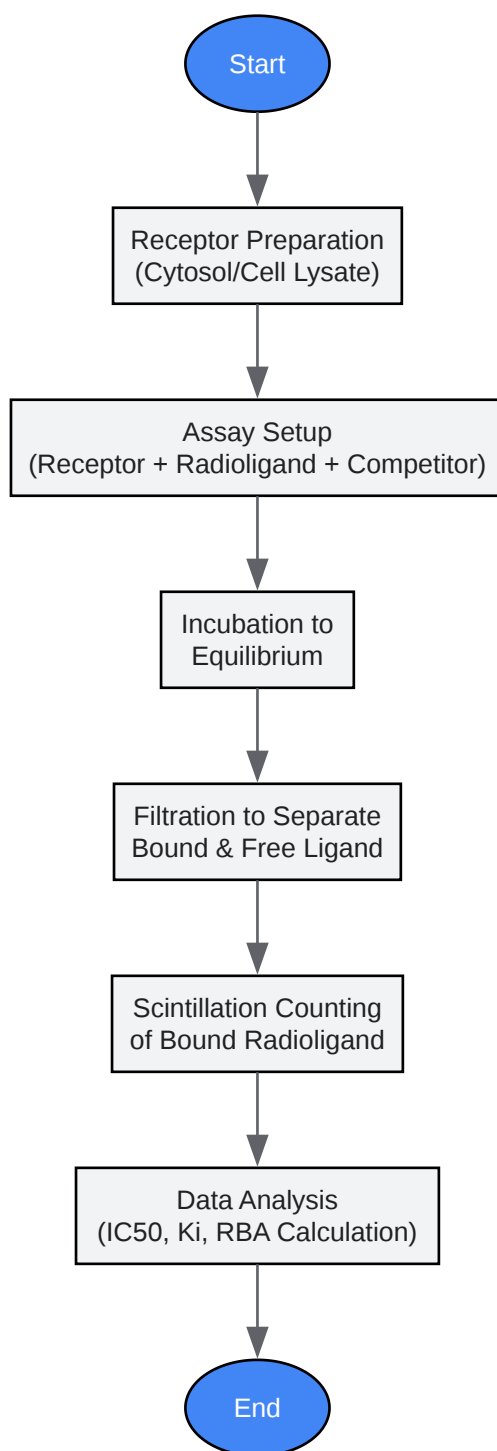 Start
Receptor Preparation
(Cytosol/Cell Lysate)
Assay Setup
(Receptor + Radioligand + Competitor)
Incubation to
Equilibrium
Filtration to Separate
Bound & Free Ligand
Scintillation Counting
of Bound Radioligand
Data Analysis
(IC50, Ki, RBA Calculation)
End